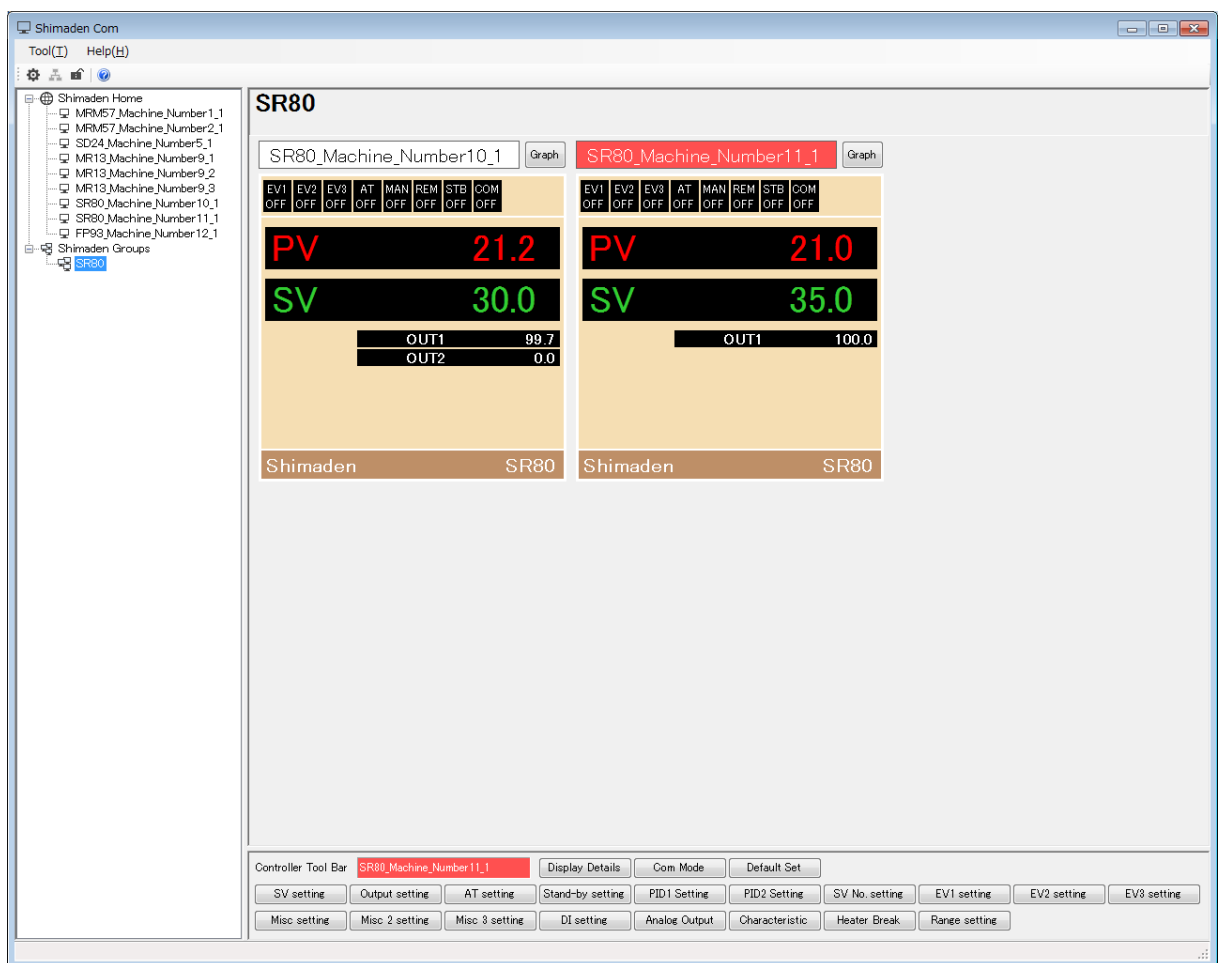 Shimaden Com
Tool(T) Help(H)
Shimaden Home
MRM57_Machine_Number1_1
MRM57_Machine_Number2_1
SD24_Machine_Number5_1
MR13_Machine_Number9_1
MR13_Machine_Number9_2
MR13_Machine_Number9_3
SR80_Machine_Number10_1
SR80_Machine_Number11_1
FP93_Machine_Number12_1
Shimaden Groups
SR80
SR80
SR80_Machine_Number10_1 Graph
EV1 EV2 EV3 AT MAN REM STB COM
OFF OFF OFF OFF OFF OFF OFF OFF
PV 21.2
SV 30.0
OUT1 99.7
OUT2 0.0
Shimaden SR80
SR80_Machine_Number11_1 Graph
EV1 EV2 EV3 AT MAN REM STB COM
OFF OFF OFF OFF OFF OFF OFF OFF
PV 21.0
SV 35.0
OUT1 100.0
Shimaden SR80
Controller Tool Bar SR80_Machine_Number11_1 Display Details Com Mode Default Set
SV setting Output setting AT setting Stand-by setting PID1 Setting PID2 Setting SV No. setting EV1 setting EV2 setting EV3 setting
Misc setting Misc 2 setting Misc 3 setting DI setting Analog Output Characteristic Heater Break Range setting